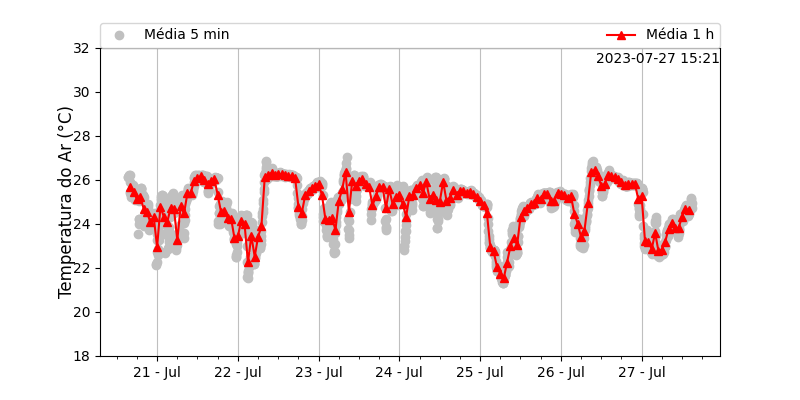 Média 5 min
Média 1 h
2023-07-27 15:21
Temperatura do Ar (°C)
32
30
28
26
24
22
20
18
21 - Jul
22 - Jul
23 - Jul
24 - Jul
25 - Jul
26 - Jul
27 - Jul